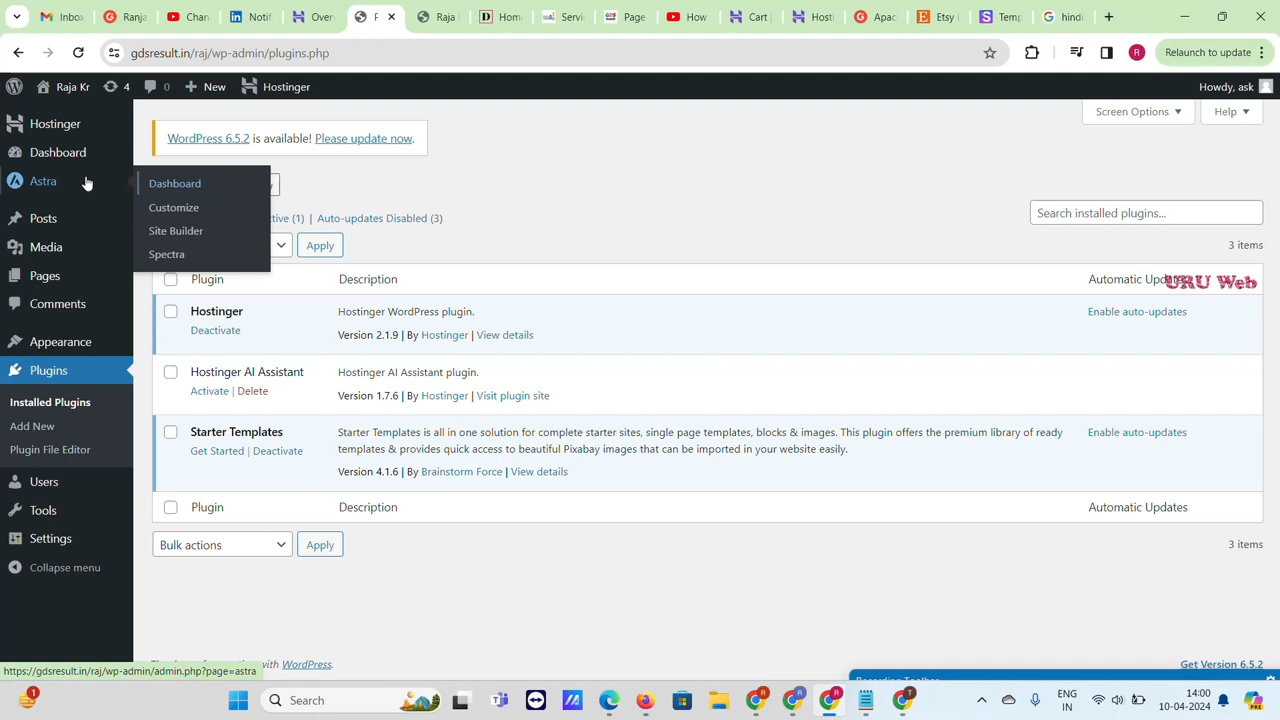 Inbo
Ranja
Chan
Notif
Over
F
Raja
Hom
Servi
Page
How
Cart
Hosti
Apac
Etsy
Temp
hindi
gdsresult.in/raj/wp-admin/plugins.php
R
Relaunch to update
Raja Kr
4
0
New
Hostinger
Howdy, ask
Hostinger
Dashboard
Astra
Posts
Media
Pages
Comments
Appearance
Plugins
Installed Plugins
Add New
Plugin File Editor
Users
Tools
Settings
Collapse menu
Dashboard
Customize
Site Builder
Spectra
Screen Options
Help
WordPress 6.5.2 is available! Please update now.
ctive (1) | Auto-updates Disabled (3)
Search installed plugins...
Apply
3 items
Plugin Description Automatic Upd
URU Web
Hostinger
Deactivate
Hostinger WordPress plugin.
Version 2.1.9 | By Hostinger | View details
Enable auto-updates
Hostinger AI Assistant
Activate | Delete
Hostinger AI Assistant plugin.
Version 1.7.6 | By Hostinger | Visit plugin site
Starter Templates
Get Started | Deactivate
Starter Templates is all in one solution for complete starter sites, single page templates, blocks & images. This plugin offers the premium library of ready
templates & provides quick access to beautiful Pixabay images that can be imported in your website easily.
Version 4.1.6 | By Brainstorm Force | View details
Enable auto-updates
Plugin Description Automatic Updates
Bulk actions
Apply
3 items
with WordPress.
Get Version 6.5.2
https://gdsresult.in/raj/wp-admin/admin.php?page=astra
1
Search
ENG
IN
14:00
10-04-2024